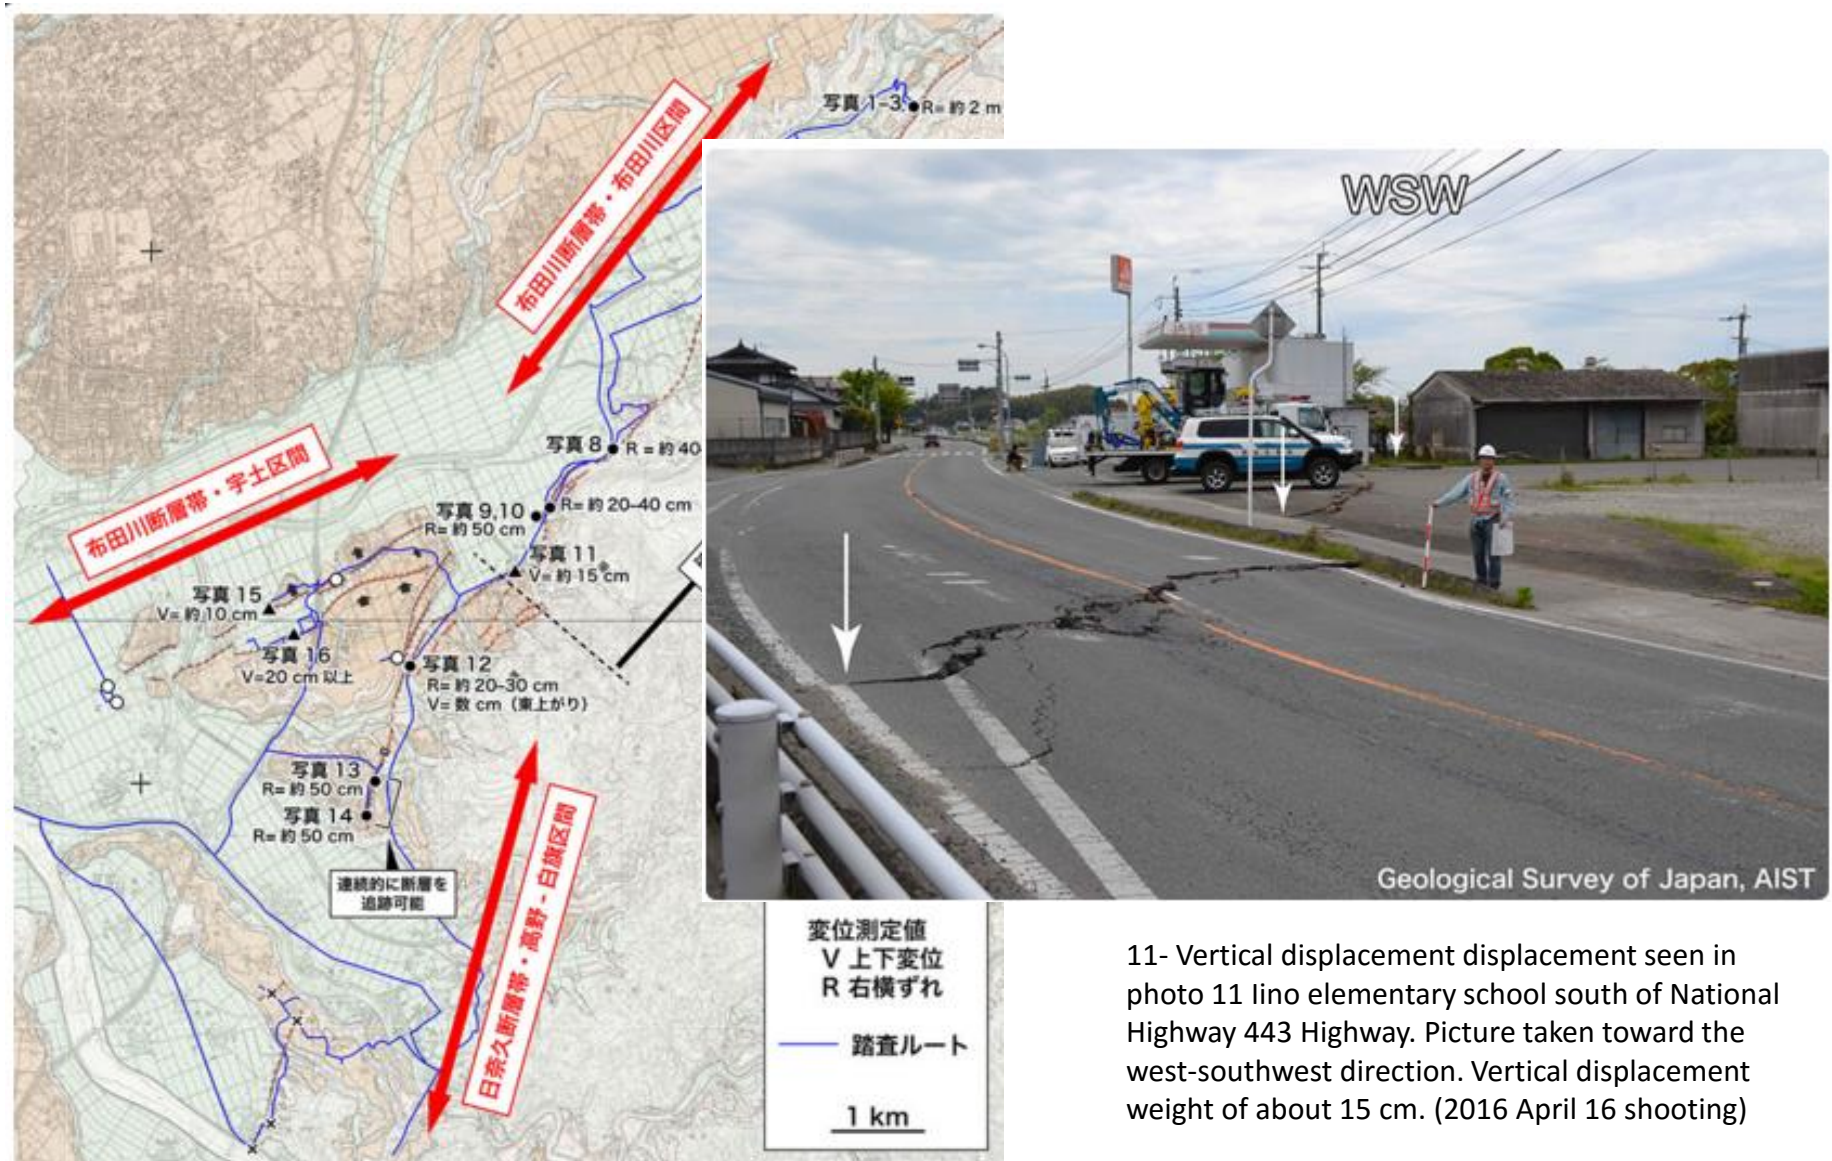 写真 1-3
R= 約 2 m
布田川断層帯・布田川区間
写真 8
R = 約 40
布田川断層帯・宇土区間
写真 9,10
R= 約 50 cm
R= 約 20-40 cm
写真 11
V= 約 15 cm
写真 15
V= 約 10 cm
写真 16
V=20 cm 以上
写真 12
R= 約 20-30 cm
V= 数 cm（東上がり）
写真 13
R= 約 50 cm
写真 14
R= 約 50 cm
連続的に断層を
追跡可能
日奈久断層帯・高野 - 白旗区間
変位測定値
V 上下変位
R 右横ずれ
踏査ルート
1 km
WSW
Geological Survey of Japan, AIST
11- Vertical displacement displacement seen in
photo 11 Iino elementary school south of National
Highway 443 Highway. Picture taken toward the
west-southwest direction. Vertical displacement
weight of about 15 cm. (2016 April 16 shooting)